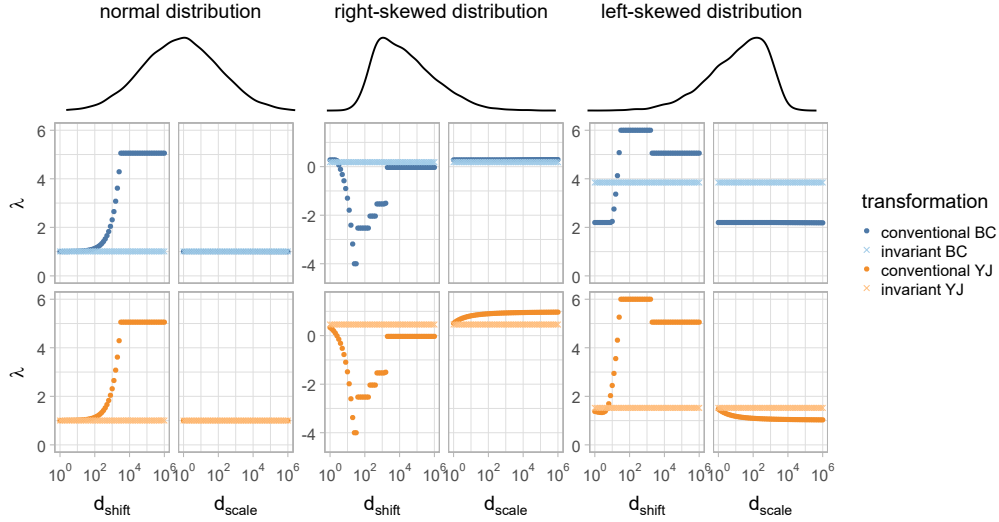 normal distribution right-skewed distribution left-skewed distribution
6 4 2 0
λ
0 -2 -4
6 4 2 0
transformation
conventional BC
invariant BC
conventional YJ
invariant YJ
6 4 2 0
λ
0 -2 -4
6 4 2 0
10^0 10^2 10^4 10^6 10^0 10^2 10^4 10^6 10^0 10^2 10^4 10^6 10^0 10^2 10^4 10^6 10^0 10^2 10^4 10^6 10^0 10^2 10^4 10^6
d_shift d_scale d_shift d_scale d_shift d_scale